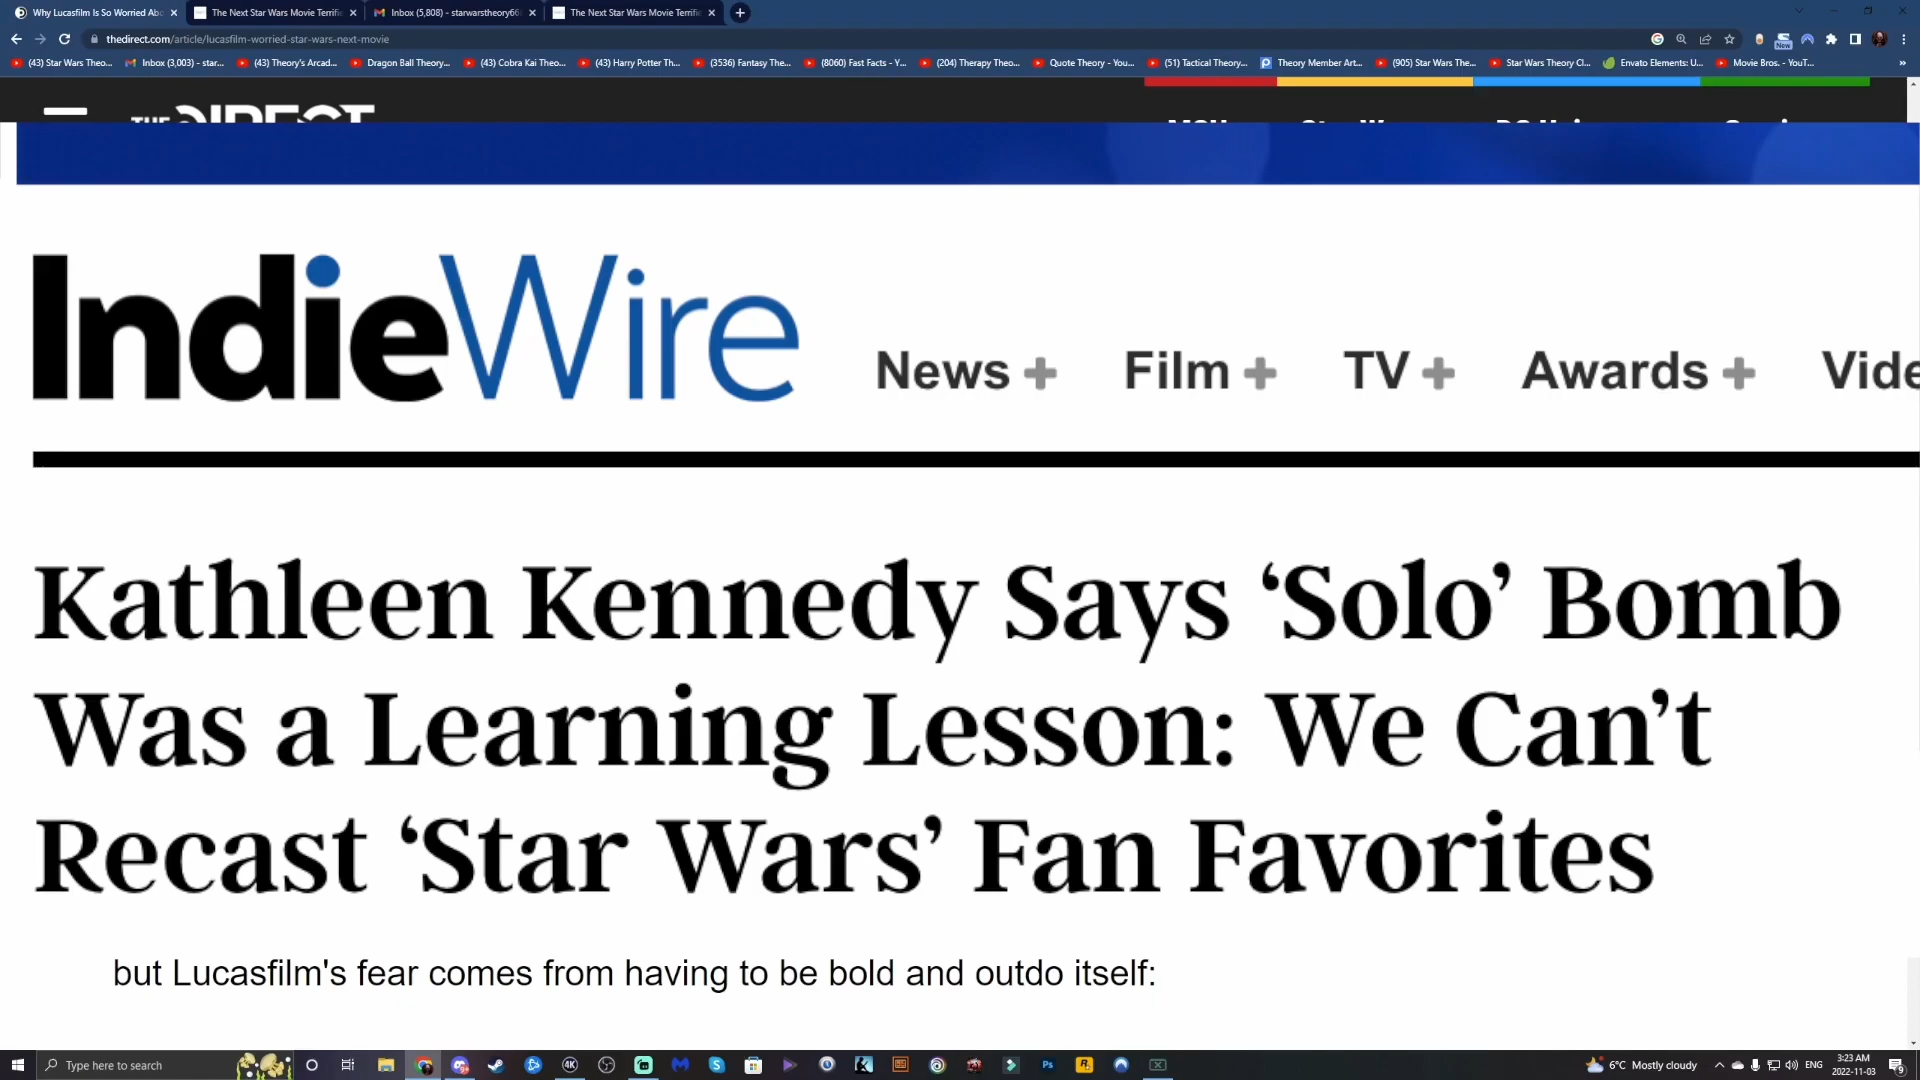 Why Lucasfilm Is So Worried Abo
The Next Star Wars Movie Terrifi
Inbox (5,808) - starwarstheory66
The Next Star Wars Movie Terrifi
thedirect.com/article/lucasfilm-worried-star-wars-next-movie
New
(43) Star Wars Theo...
Inbox (3,003) - star...
(43) Theory's Arcad...
Dragon Ball Theory...
(43) Cobra Kai Theo...
(43) Harry Potter Th...
(3536) Fantasy The...
(8060) Fast Facts - Y...
(204) Therapy Theo...
Quote Theory - You...
(51) Tactical Theory...
Theory Member Art...
(905) Star Wars The...
Star Wars Theory Cl...
Envato Elements: U...
Movie Bros. - YouT...
THE DIRECT
IndieWire
News +
Film +
TV +
Awards +
Vide
Kathleen Kennedy Says ‘Solo’ Bomb
Was a Learning Lesson: We Can’t
Recast ‘Star Wars’ Fan Favorites
but Lucasfilm's fear comes from having to be bold and outdo itself:
Type here to search
4K
Ps
6°C Mostly cloudy
ENG
3:23 AM
2022-11-03